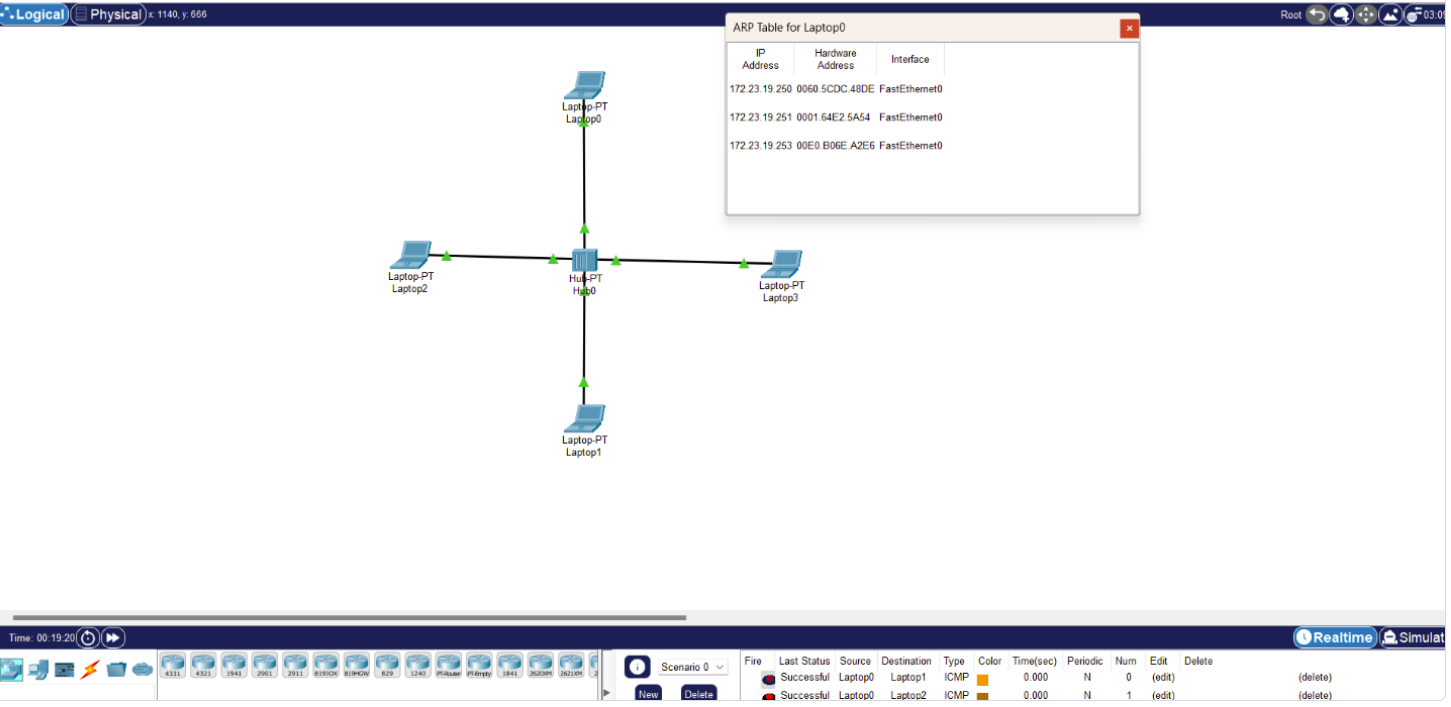 Logical Physical x: 1140, y: 666
Root 03:09
ARP Table for Laptop0
IP Address Hardware Address Interface
172.23.19.250 0060.5CDC.48DE FastEthernet0
172.23.19.251 0001.64E2.5A54 FastEthernet0
172.23.19.253 00E0.B06E.A2E6 FastEthernet0
Laptop-PT
Laptop0
Laptop-PT
Laptop2
Hub-PT
Hub0
Laptop-PT
Laptop3
Laptop-PT
Laptop1
Time: 00:19:20
Realtime Simulat
4331 4321 1941 2901 2911 819IOX 819HGW 829 1240 PT-Router PT-Empty 1841 2620XM 2621XM 2
Scenario 0
New Delete
Fire Last Status Source Destination Type Color Time(sec) Periodic Num Edit Delete
Successful Laptop0 Laptop1 ICMP 0.000 N 0 (edit) (delete)
Successful Laptop0 Laptop2 ICMP 0.000 N 1 (edit) (delete)